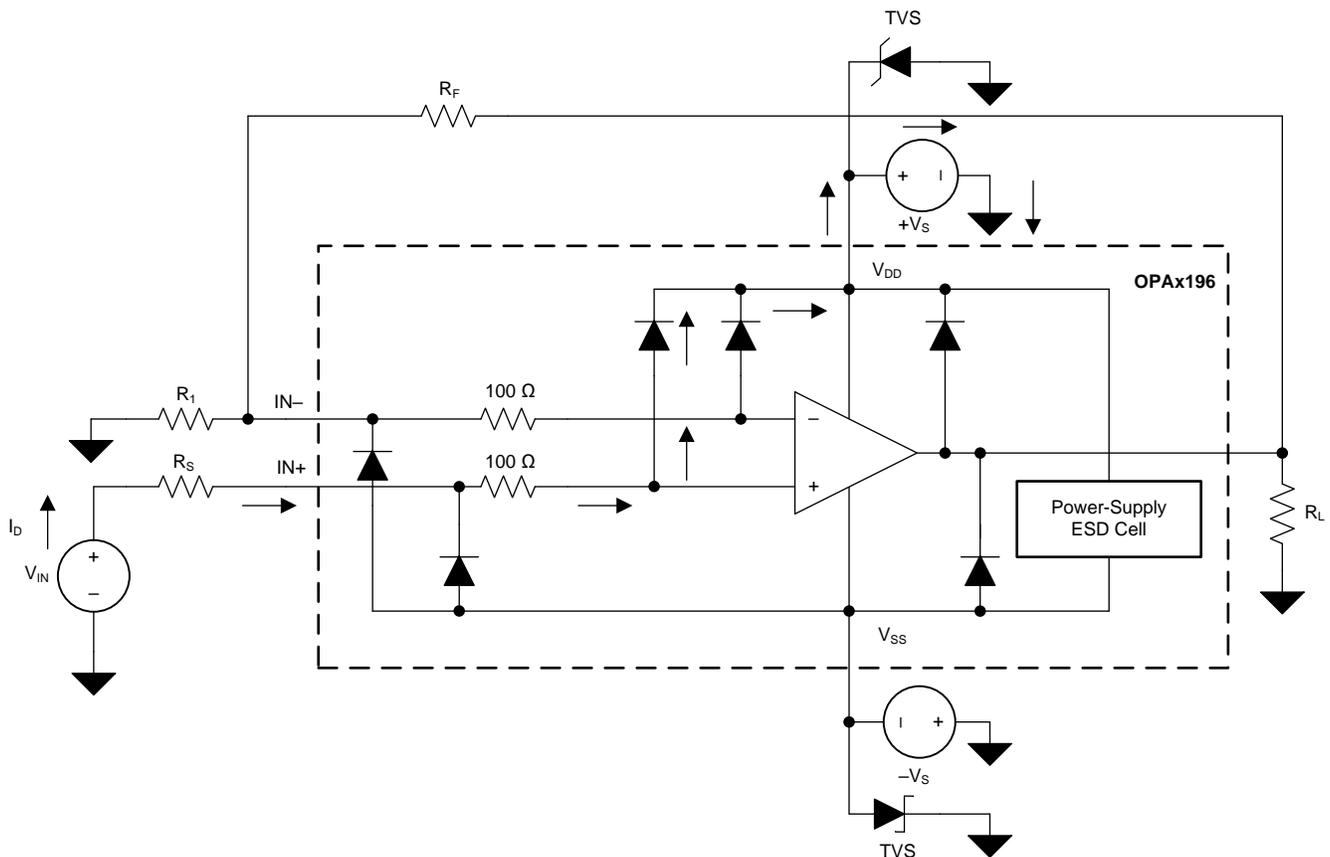 TVS
R_F
+ –
+V_S
V_DD
OPAx196
R_1
IN–
100 Ω
–
R_S
IN+
100 Ω
+
Power-Supply
ESD Cell
R_L
I_D
V_IN
+
–
V_SS
– +
–V_S
TVS